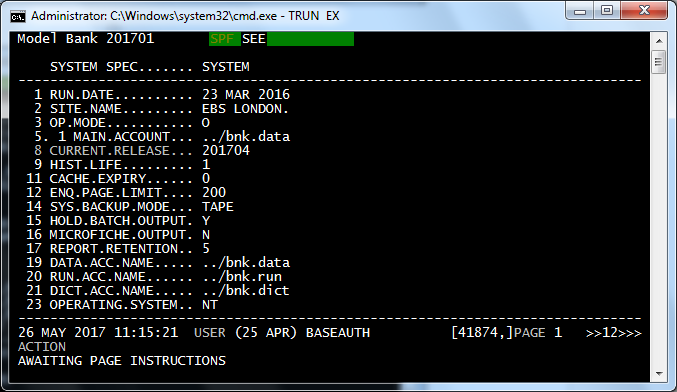 Administrator: C:\Windows\system32\cmd.exe - TRUN EX
Model Bank 201701 SPF SEE
SYSTEM SPEC....... SYSTEM
1 RUN.DATE.......... 23 MAR 2016
2 SITE.NAME......... EBS LONDON.
3 OP.MODE........... O
5. 1 MAIN.ACCOUNT... ../bnk.data
8 CURRENT.RELEASE... 201704
9 HIST.LIFE......... 1
11 CACHE.EXPIRY...... 0
12 ENQ.PAGE.LIMIT.... 200
14 SYS.BACKUP.MODE... TAPE
15 HOLD.BATCH.OUTPUT. Y
16 MICROFICHE.OUTPUT. N
17 REPORT.RETENTION.. 5
19 DATA.ACC.NAME..... ../bnk.data
20 RUN.ACC.NAME...... ../bnk.run
21 DICT.ACC.NAME..... ../bnk.dict
23 OPERATING.SYSTEM.. NT
26 MAY 2017 11:15:21 USER (25 APR) BASEAUTH [41874,]PAGE 1 >>12>>>
ACTION
AWAITING PAGE INSTRUCTIONS